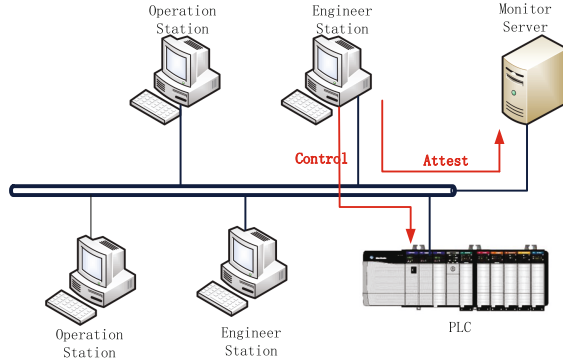 Operation
Station
Engineer
Station
Monitor
Server
Control
Attest
Operation
Station
Engineer
Station
PLC